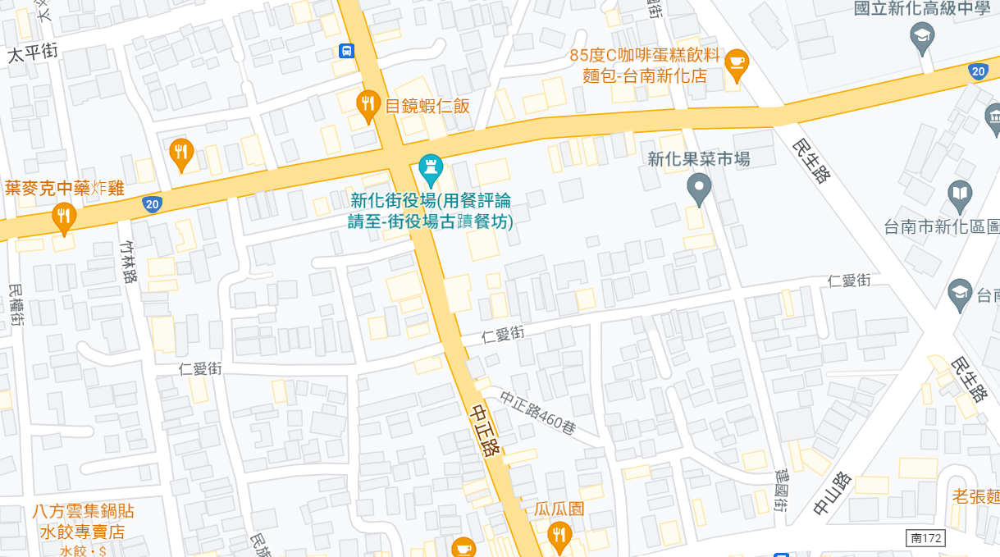 國立新化高級中學
太平街
85度C咖啡蛋糕飲料
麵包-台南新化店
20
目鏡蝦仁飯
新化果菜市場
民生路
葉麥克中藥炸雞
20
新化街役場(用餐評論
請至-街役場古蹟餐坊)
台南市新化區圖
竹林路
仁愛街
民權街
台南
仁愛街
仁愛街
民生路
中正路460巷
中正路
建國街
中山路
老張麵
八方雲集鍋貼
水餃專賣店
水餃・$
瓜瓜園
南172
民族